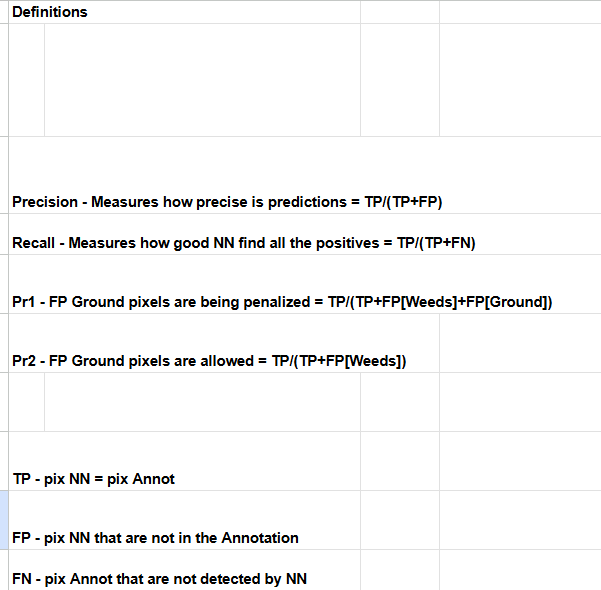 Definitions
Precision - Measures how precise is predictions = TP/(TP+FP)
Recall - Measures how good NN find all the positives = TP/(TP+FN)
Pr1 - FP Ground pixels are being penalized = TP/(TP+FP[Weeds]+FP[Ground])
Pr2 - FP Ground pixels are allowed = TP/(TP+FP[Weeds])
TP - pix NN = pix Annot
FP - pix NN that are not in the Annotation
FN - pix Annot that are not detected by NN